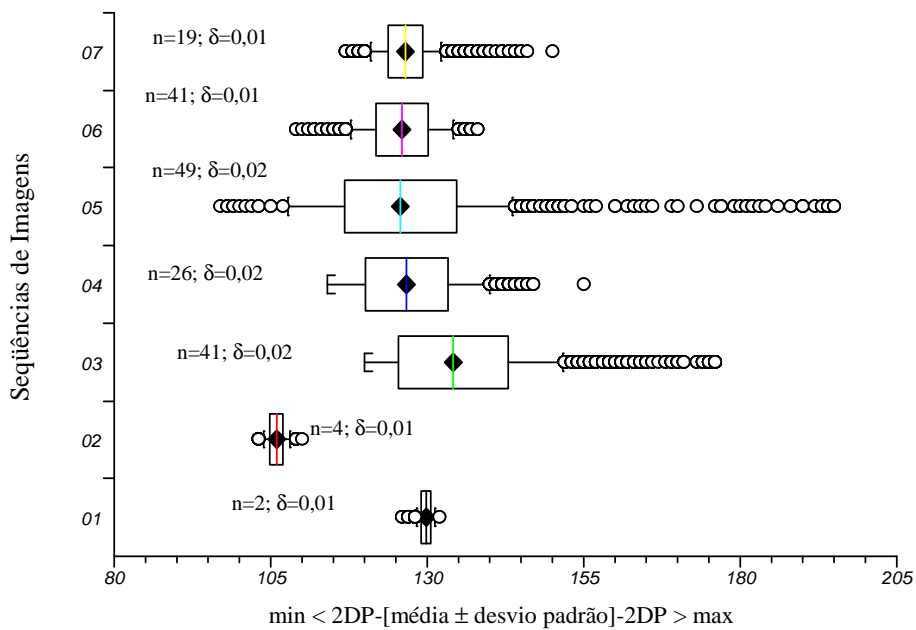 n=19; δ=0,01
07
n=41; δ=0,01
06
n=49; δ=0,02
05
n=26; δ=0,02
04
n=41; δ=0,02
03
n=4; δ=0,01
02
n=2; δ=0,01
01
Seqüências de Imagens
80 105 130 155 180 205
min < 2DP-[média ± desvio padrão]-2DP > max